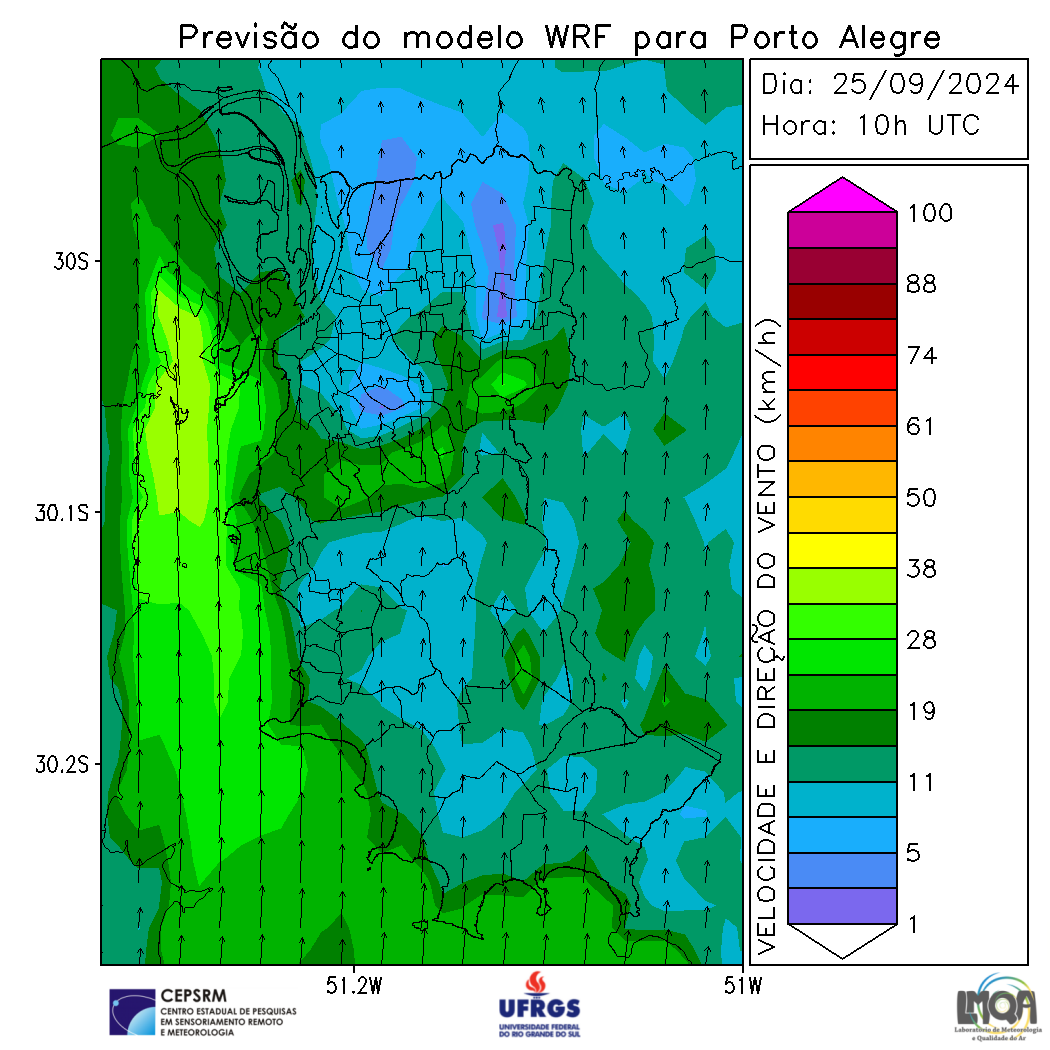 Previsão do modelo WRF para Porto Alegre
Dia: 25/09/2024
Hora: 10h UTC
30S
30.1S
30.2S
51.2W
51W
VELOCIDADE E DIREÇÃO DO VENTO (km/h)
100
88
74
61
50
38
28
19
11
5
1
CEPSRM
CENTRO ESTADUAL DE PESQUISAS
EM SENSORIAMENTO REMOTO
E METEOROLOGIA
UFRGS
UNIVERSIDADE FEDERAL
DO RIO GRANDE DO SUL
LMQA
Laboratório de Meteorologia
e Qualidade do Ar